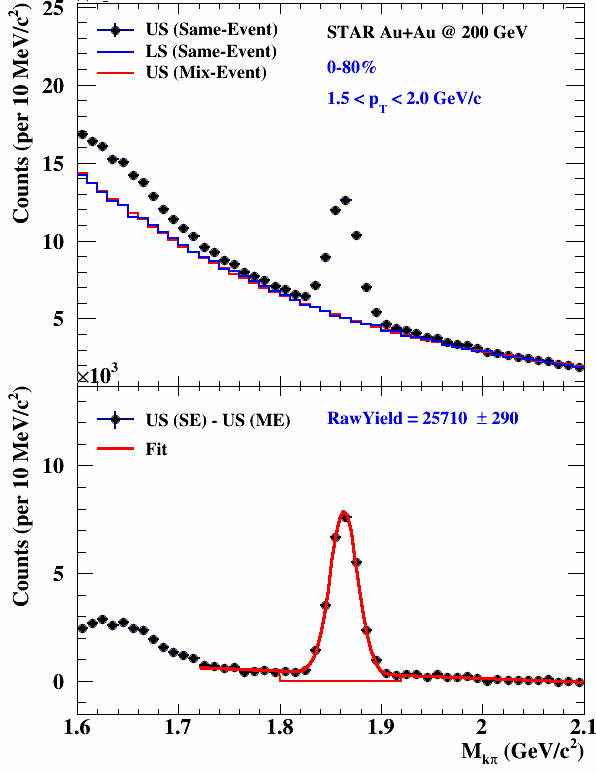 25
US (Same-Event)
LS (Same-Event)
US (Mix-Event)
STAR Au+Au @ 200 GeV
0-80%
1.5 < p_T < 2.0 GeV/c
20
15
10
5
Counts (per 10 MeV/c²)
×10³
US (SE) - US (ME)
Fit
RawYield = 25710 ± 290
10
5
0
Counts (per 10 MeV/c²)
1.6 1.7 1.8 1.9 2 2.1
M_kπ (GeV/c²)